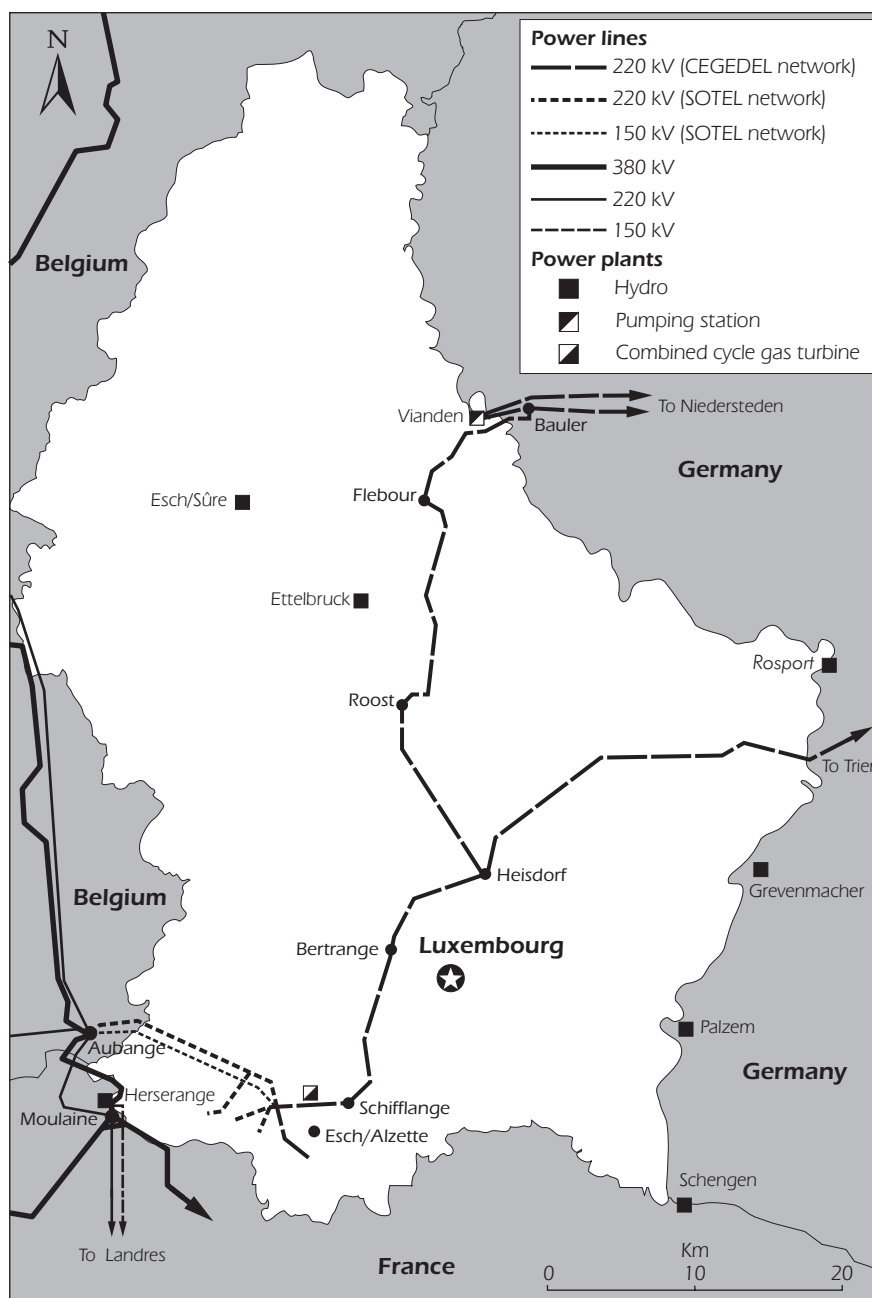 N
Power lines
220 kV (CEGEDEL network)
220 kV (SOTEL network)
150 kV (SOTEL network)
380 kV
220 kV
150 kV
Power plants
Hydro
Pumping station
Combined cycle gas turbine
Belgium
Vianden
To Niedersteden
Bauler
Germany
Esch/Sûre
Flebour
Ettelbruck
Rosport
Roost
To Trier
Heisdorf
Grevenmacher
Belgium
Bertrange
Luxembourg
Palzem
Aubange
Germany
Herserange
Moulaine
Schifflange
Esch/Alzette
Schengen
To Landres
France
Km
0 10 20